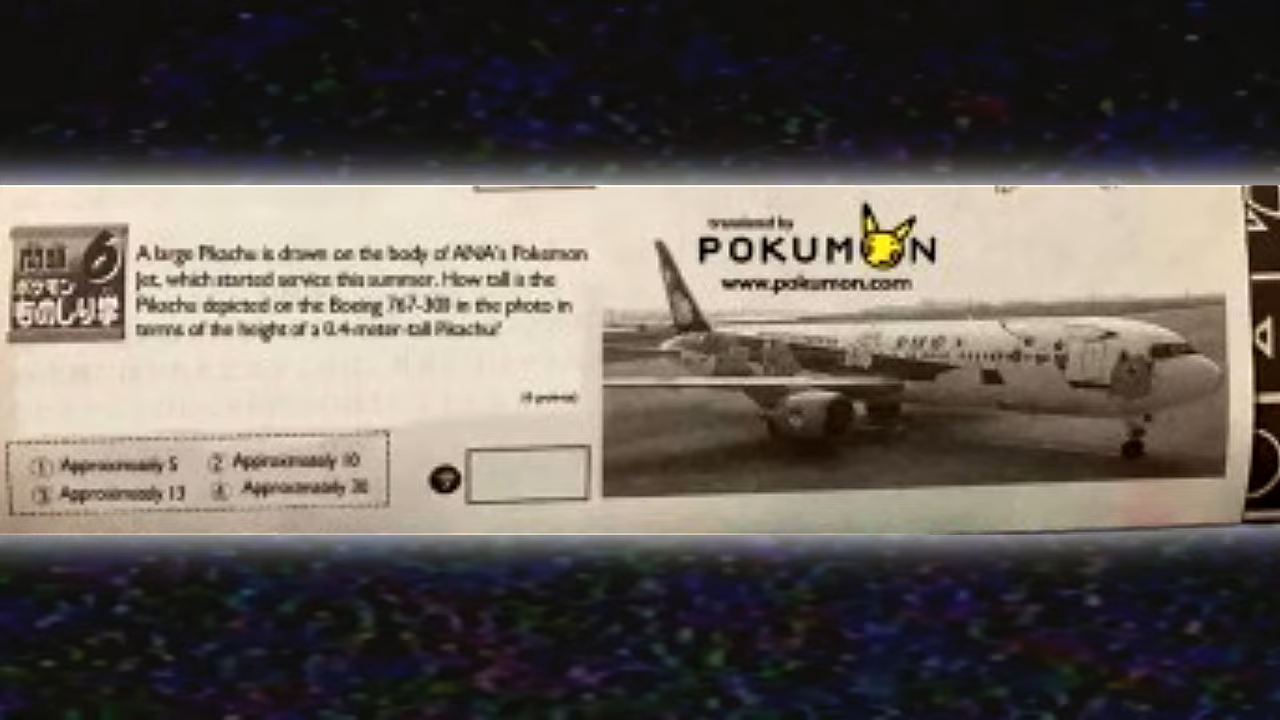 問題 6
ポケモン
ものしり学
A large Pikachu is drawn on the body of ANA's Pokemon
Jet, which started service this summer. How tall is the
Pikachu depicted on the Boeing 767-300 in the photo in
terms of the height of a 0.4-meter-tall Pikachu?
points)
① Approximately 5 ② Approximately 10
③ Approximately 13 ④ Approximately 20
translated by
POKUMON
www.pokumon.com